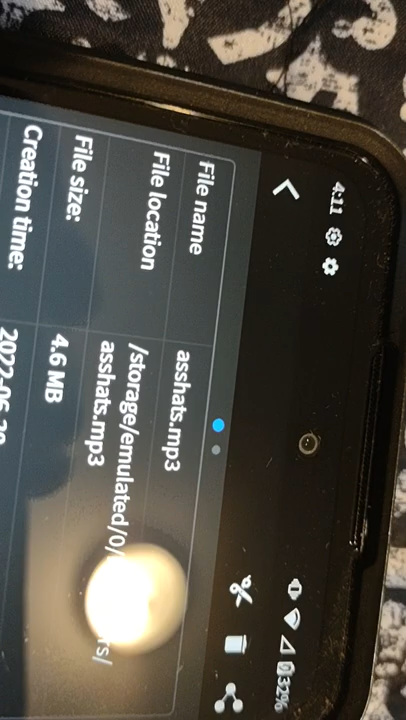 4:11
32%
File name asshats.mp3
File location /storage/emulated/0/
asshats.mp3
File size: 4.6 MB
Creation time: